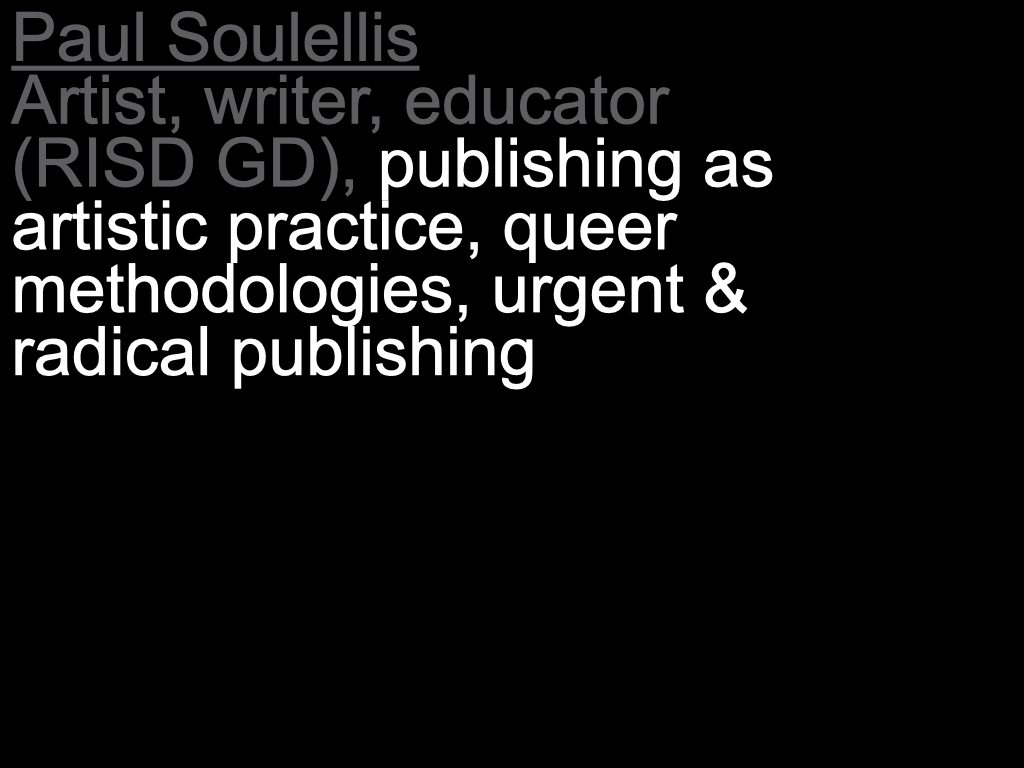 Paul Soulellis
Artist, writer, educator
(RISD GD), publishing as
artistic practice, queer
methodologies, urgent &
radical publishing